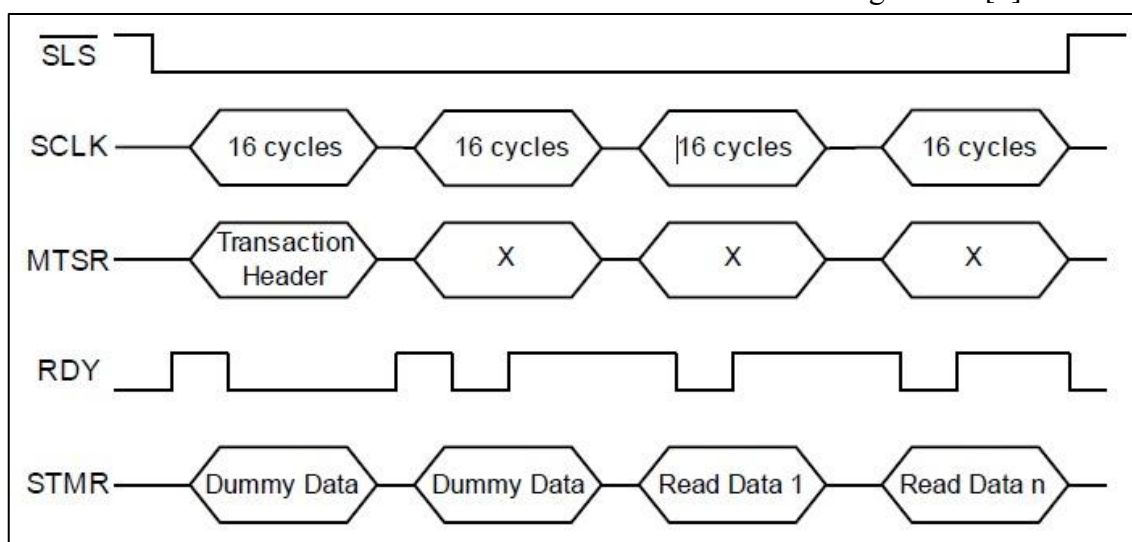 SLS
SCLK 16 cycles 16 cycles 16 cycles 16 cycles
MTSR Transaction Header X X X
RDY
STMR Dummy Data Dummy Data Read Data 1 Read Data n